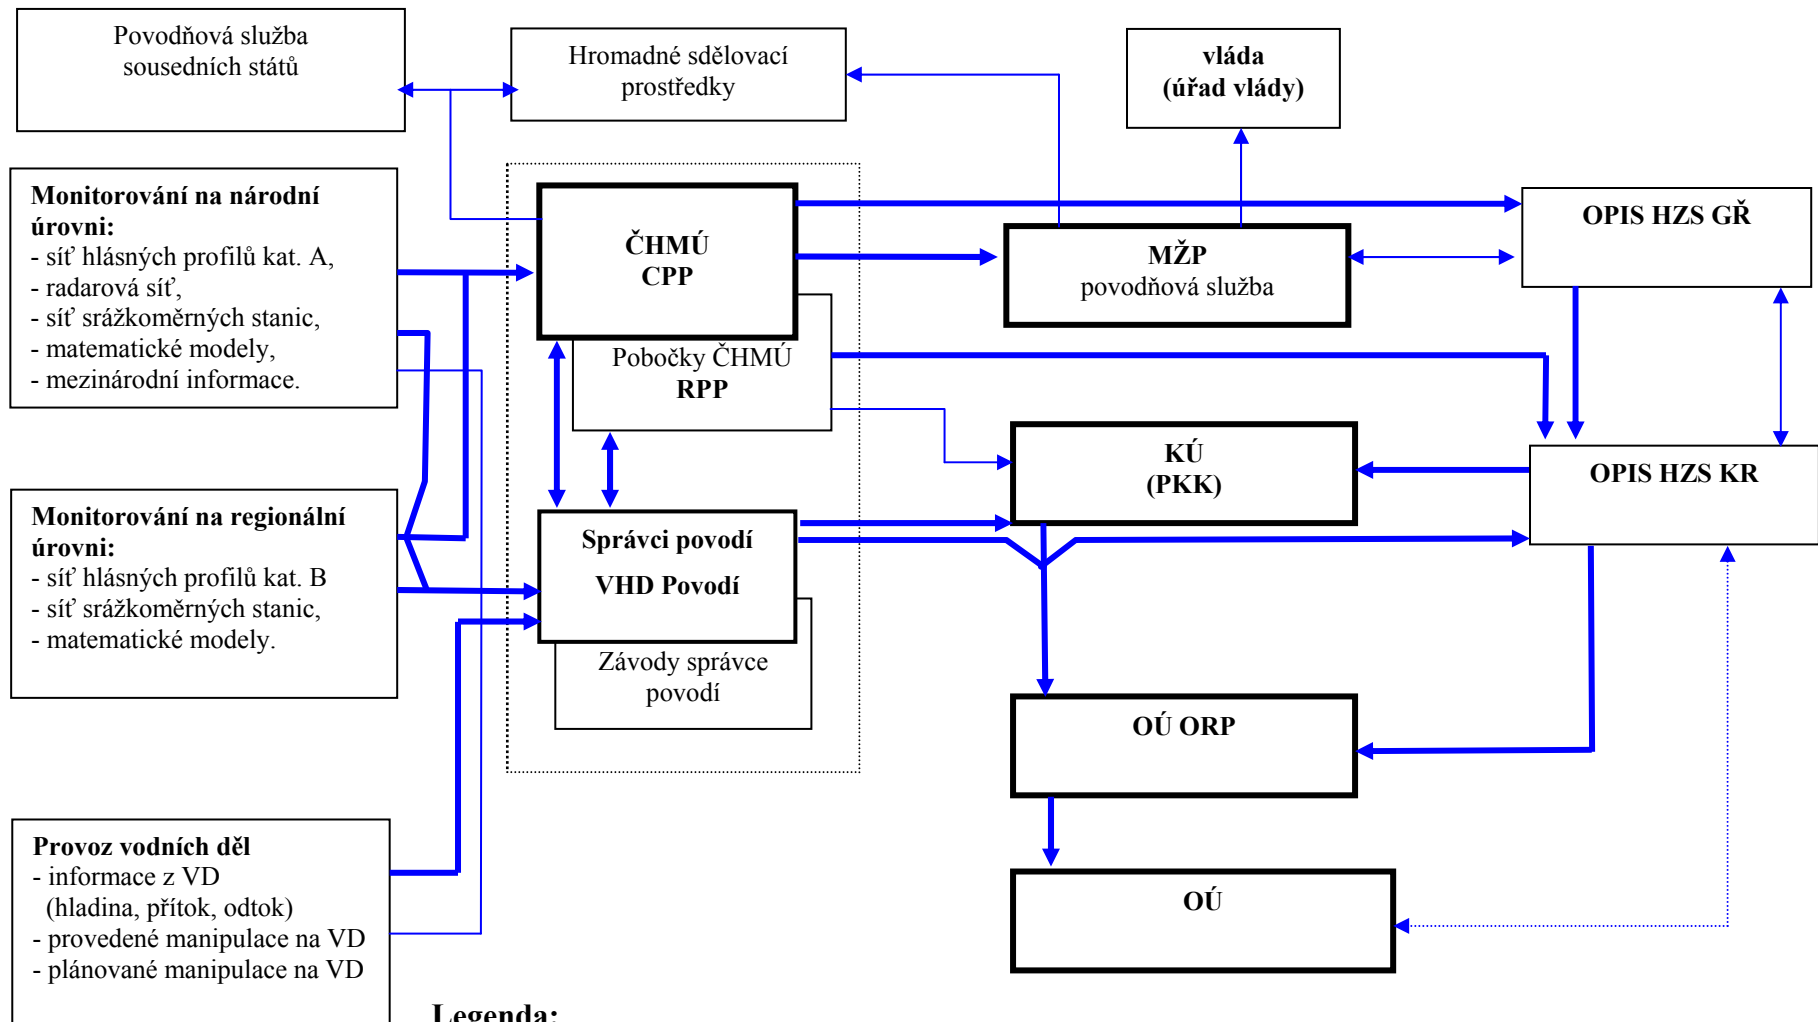 Povodňová služba
sousedních států
Hromadné sdělovací
prostředky
vláda
(úřad vlády)
Monitorování na národní
úrovni:
- síť hlásných profilů kat. A,
- radarová síť,
- síť srážkoměrných stanic,
- matematické modely,
- mezinárodní informace.
ČHMÚ
CPP
MŽP
povodňová služba
OPIS HZS GŘ
Pobočky ČHMÚ
RPP
KÚ
(PKK)
OPIS HZS KR
Monitorování na regionální
úrovni:
- síť hlásných profilů kat. B
- síť srážkoměrných stanic,
- matematické modely.
Správci povodí
VHD Povodí
Závody správce
povodí
OÚ ORP
Provoz vodních děl
- informace z VD
(hladina, přítok, odtok)
- provedené manipulace na VD
- plánované manipulace na VD
OÚ
Legenda: